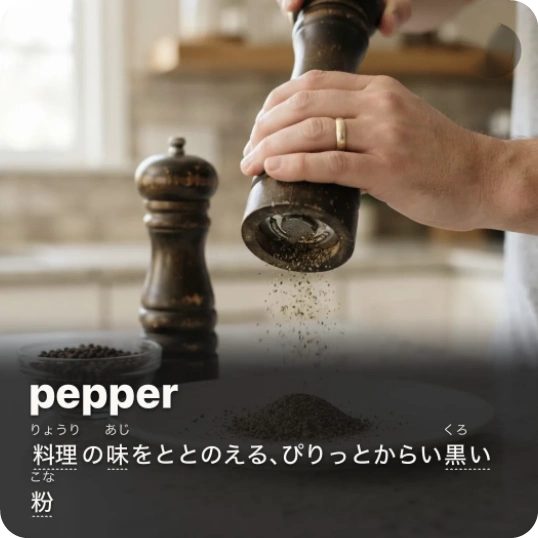 pepper
りょうり あじ くろ
料理の味をととのえる、ぴりっとからい黒い
こな
粉